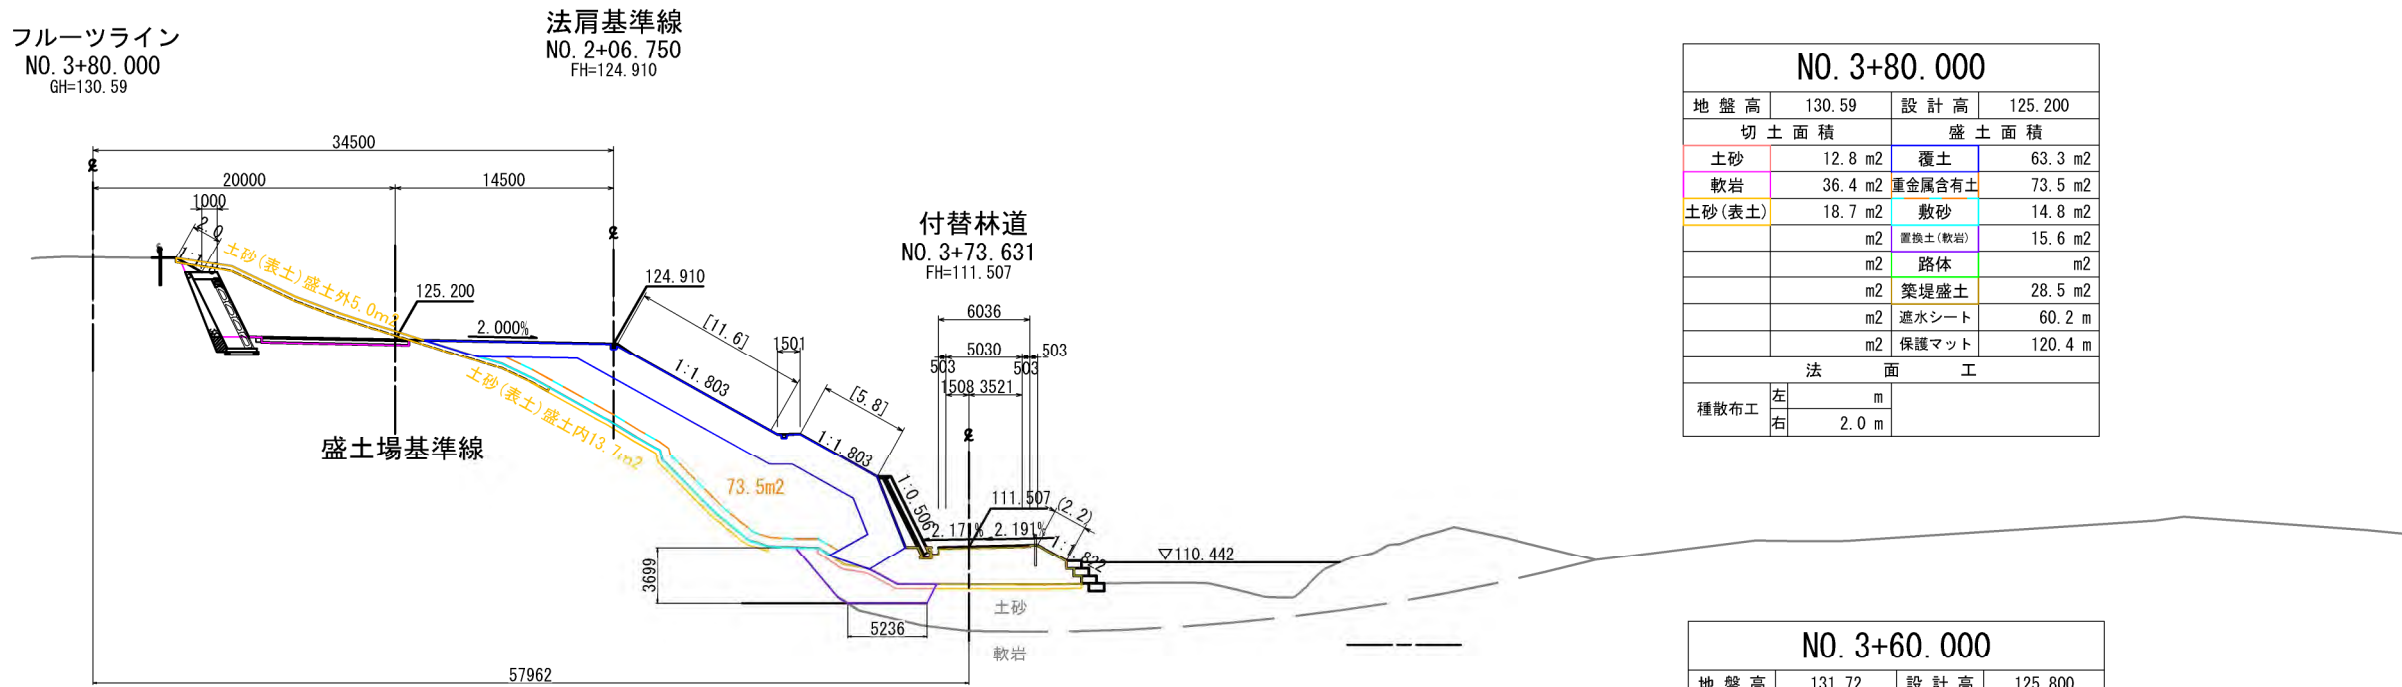 フルーツライン
NO. 3+80.000
GH=130.59
法肩基準線
NO. 2+06.750
FH=124.910
34500
20000
14500
1000
2.0
土砂(表土)盛土外5.0m2
125.200
2.000%
124.910
[11.6]
1501
1:1.803
[5.8]
1:1.803
土砂(表土)盛土内13.7m2
盛土場基準線
73.5m2
付替林道
NO. 3+73.631
FH=111.507
6036
503
5030
503
503
1508
3521
1:0.506
111.507
(2.2)
2.171%
2.191%
1:1.822
▽110.442
3699
5236
土砂
軟岩
57962
NO. 3+80.000
地盤高 130.59 設計高 125.200
切土面積 盛土面積
土砂 12.8 m2 覆土 63.3 m2
軟岩 36.4 m2 重金属含有土 73.5 m2
土砂(表土) 18.7 m2 敷砂 14.8 m2
m2 置換土(軟岩) 15.6 m2
m2 路体 m2
m2 築堤盛土 28.5 m2
m2 遮水シート 60.2 m
m2 保護マット 120.4 m
法面工
種散布工 左 m
右 2.0 m
NO. 3+60.000
地盤高 131.72 設計高 125.800